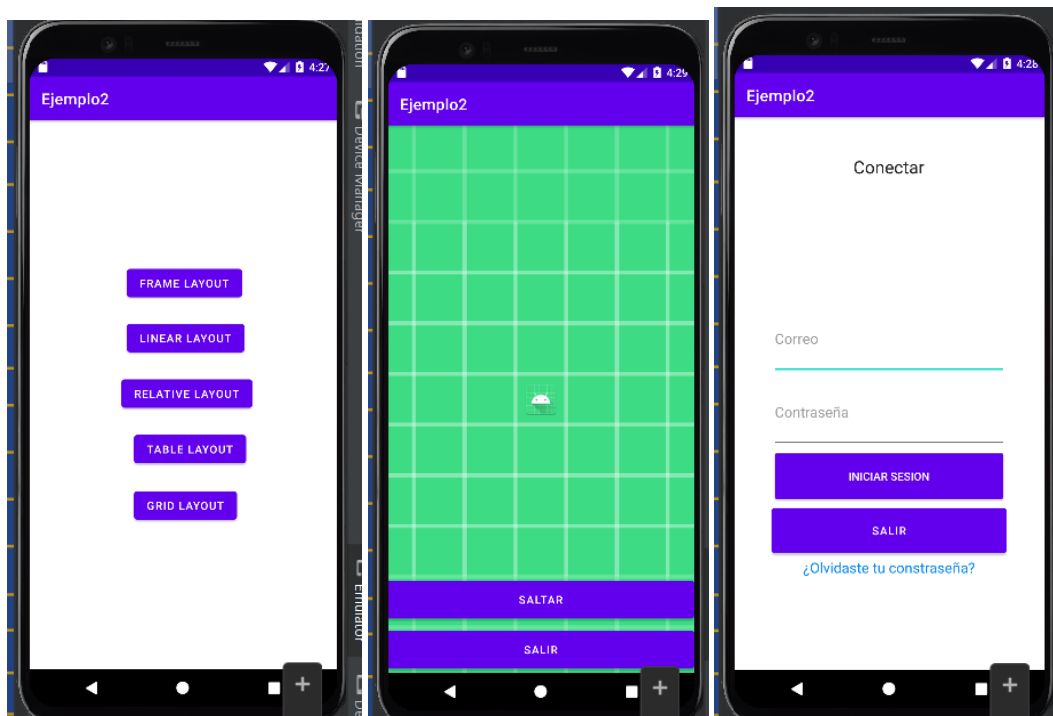 4:27
Ejemplo2
FRAME LAYOUT
LINEAR LAYOUT
RELATIVE LAYOUT
TABLE LAYOUT
GRID LAYOUT
Device Manager
Emulator
4:29
Ejemplo2
SALTAR
SALIR
4:28
Ejemplo2
Conectar
Correo
Contraseña
INICIAR SESION
SALIR
¿Olvidaste tu constraseña?